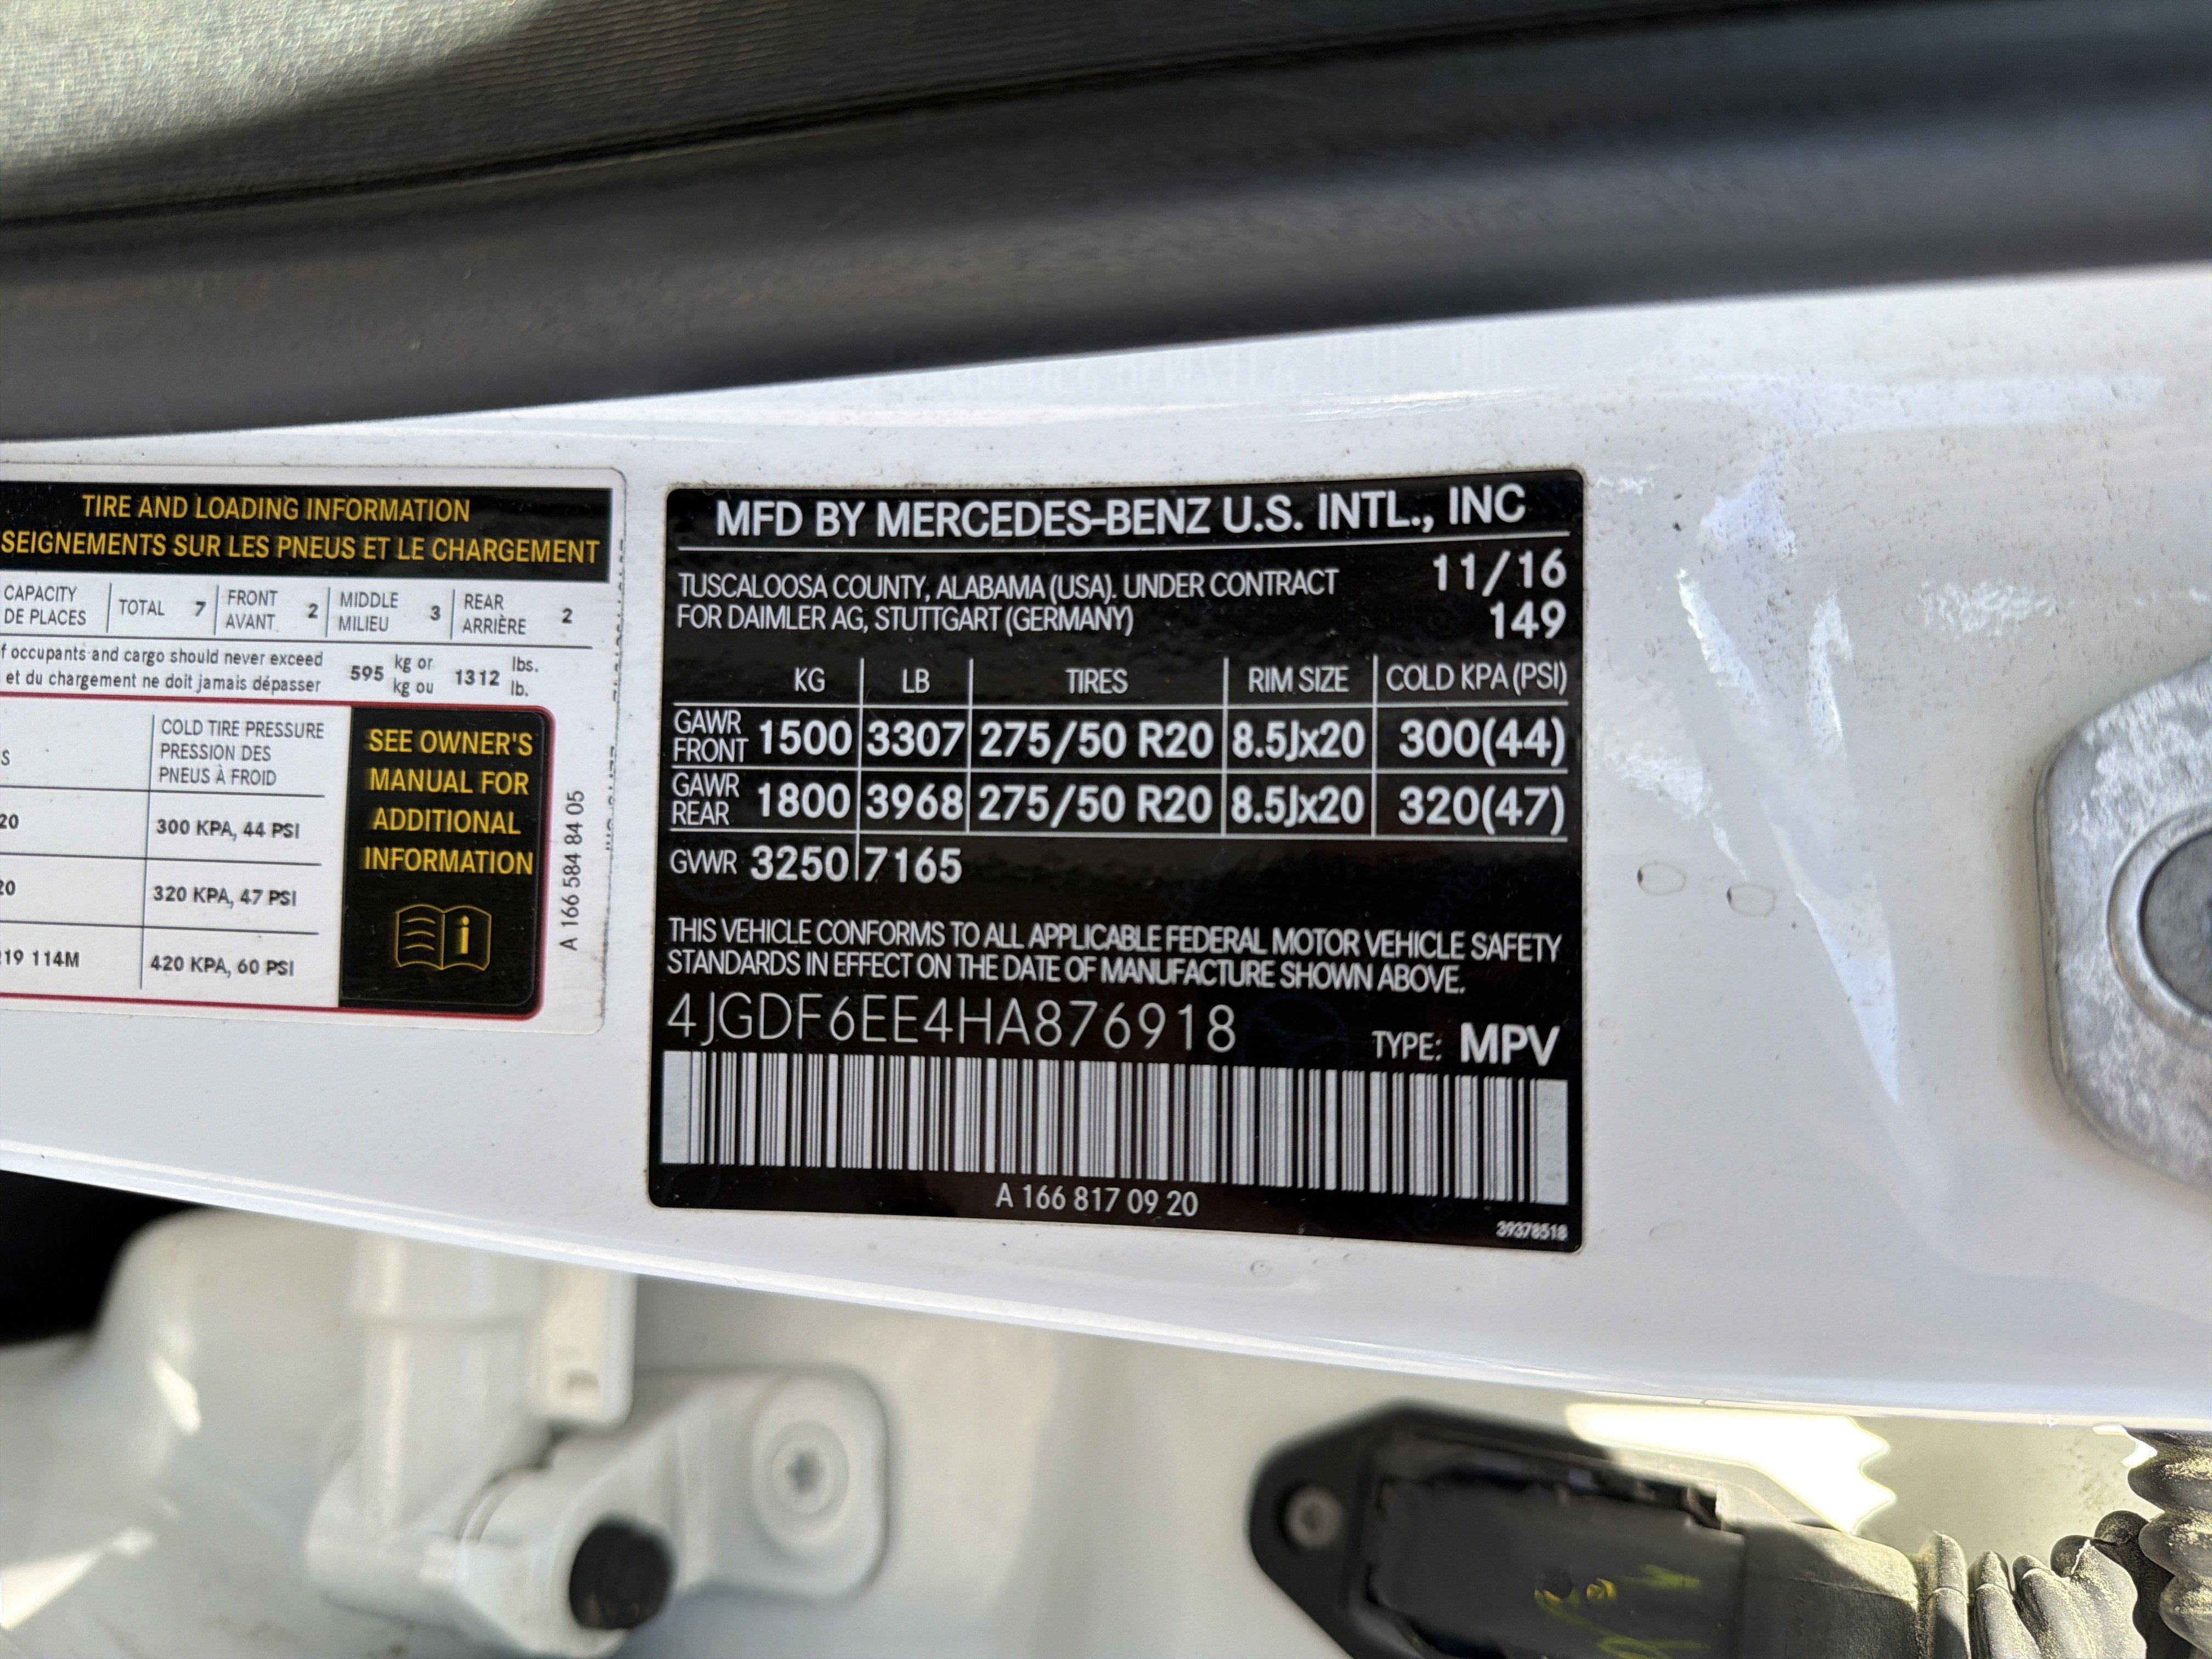 TIRE AND LOADING INFORMATION
SEIGNEMENTS SUR LES PNEUS ET LE CHARGEMENT
CAPACITY TOTAL 7 FRONT 2 MIDDLE 3 REAR 2
DE PLACES AVANT MILIEU ARRIÈRE
f occupants and cargo should never exceed 595 kg or 1312 lbs.
et du chargement ne doit jamais dépasser kg ou lb.
S
COLD TIRE PRESSURE
PRESSION DES
PNEUS À FROID
20 300 KPA, 44 PSI
20 320 KPA, 47 PSI
19 114M 420 KPA, 60 PSI
SEE OWNER'S
MANUAL FOR
ADDITIONAL
INFORMATION
i
A 166 584 84 05
MFD BY MERCEDES-BENZ U.S. INTL., INC
TUSCALOOSA COUNTY, ALABAMA (USA). UNDER CONTRACT 11/16
FOR DAIMLER AG, STUTTGART (GERMANY) 149
KG LB TIRES RIM SIZE COLD KPA (PSI)
GAWR FRONT 1500 3307 275/50 R20 8.5Jx20 300(44)
GAWR REAR 1800 3968 275/50 R20 8.5Jx20 320(47)
GVWR 3250 7165
THIS VEHICLE CONFORMS TO ALL APPLICABLE FEDERAL MOTOR VEHICLE SAFETY
STANDARDS IN EFFECT ON THE DATE OF MANUFACTURE SHOWN ABOVE.
4JGDF6EE4HA876918 TYPE: MPV
A 166 817 09 20
39378518